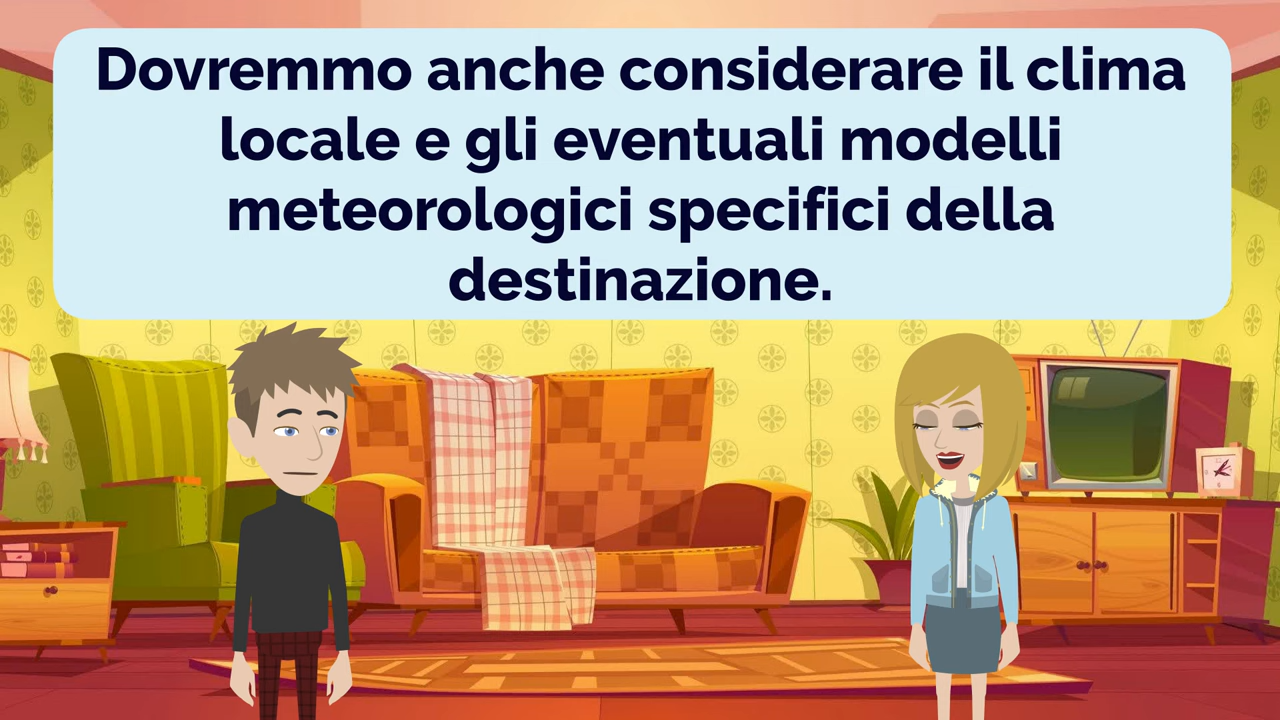 Dovremmo anche considerare il clima
locale e gli eventuali modelli
meteorologici specifici della
destinazione.